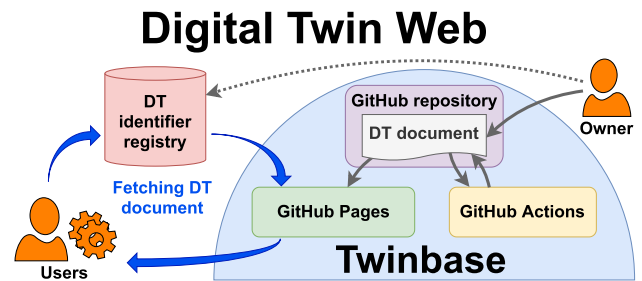 Digital Twin Web
DT
identifier
registry
GitHub repository
DT document
Owner
Fetching DT
document
GitHub Pages
GitHub Actions
Users
Twinbase